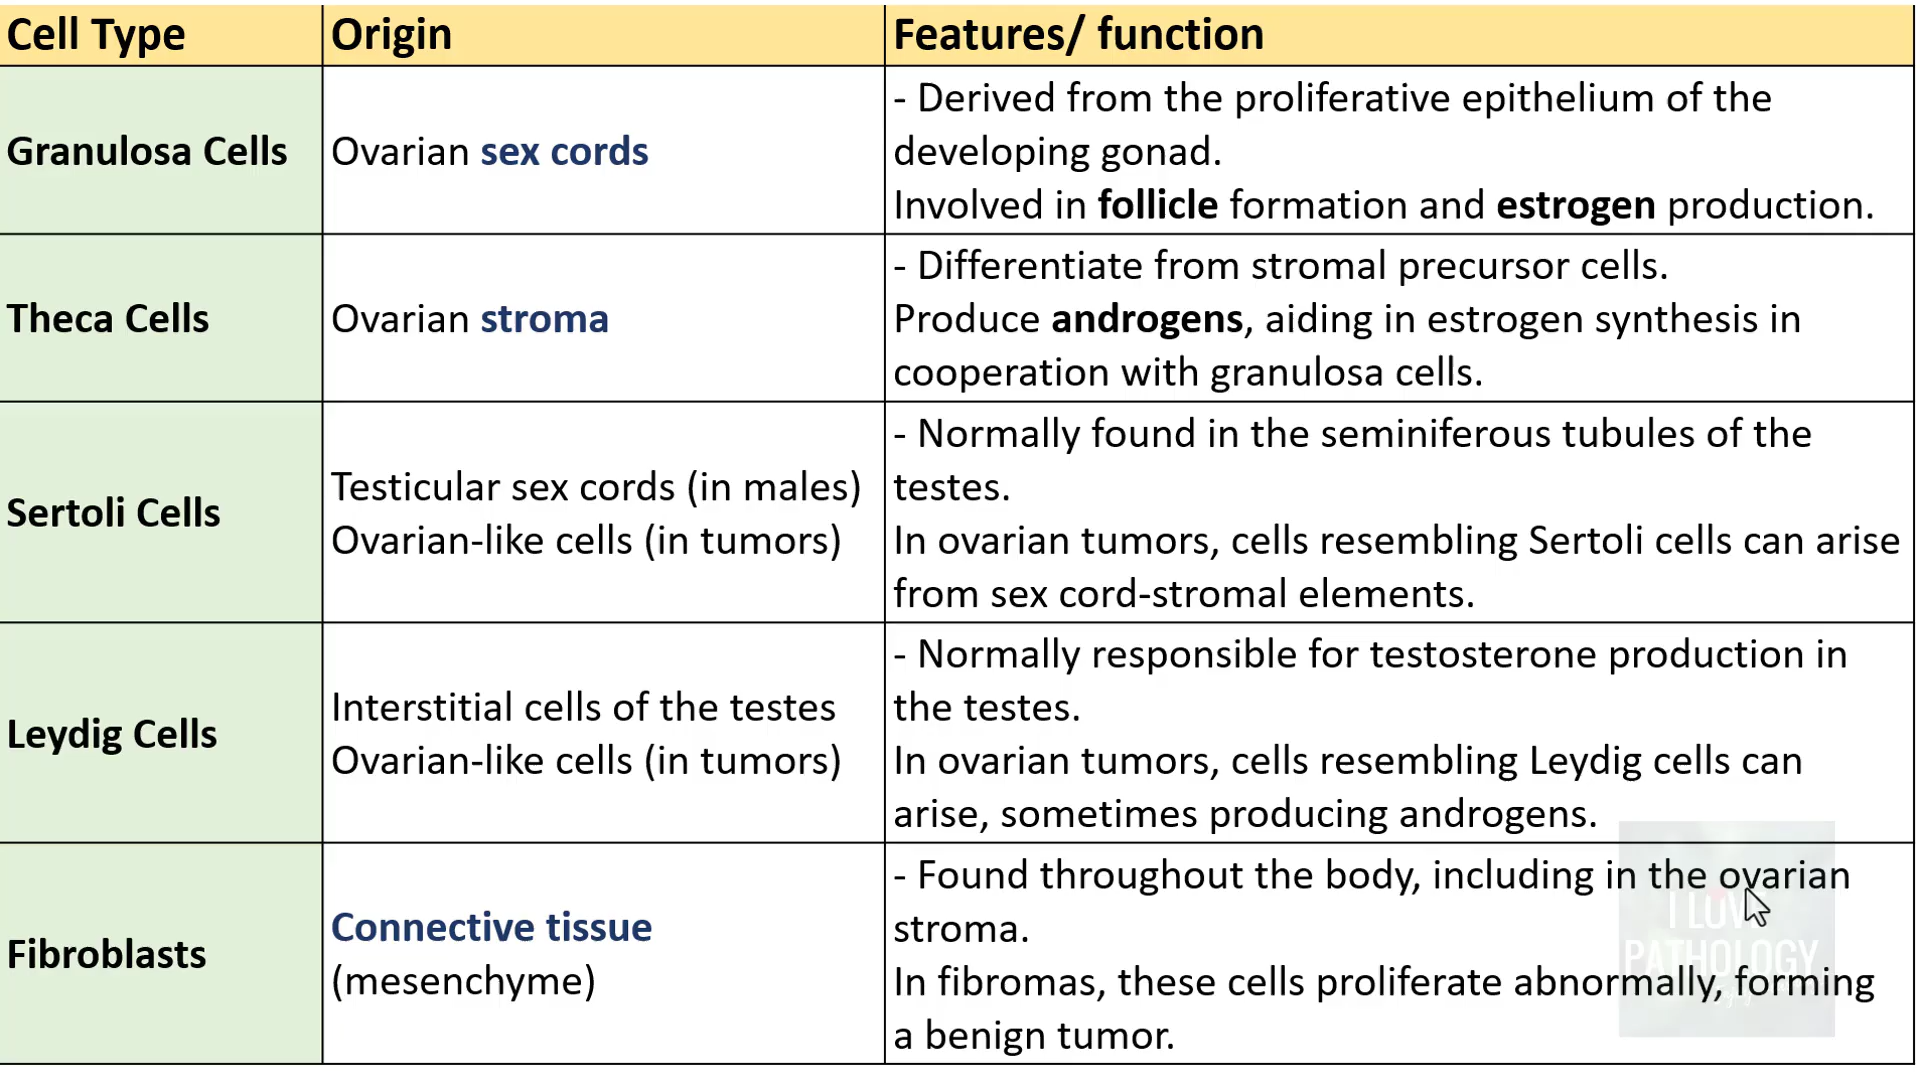 Cell Type
Origin
Features/ function
Granulosa Cells
Ovarian sex cords
- Derived from the proliferative epithelium of the
developing gonad.
Involved in follicle formation and estrogen production.
Theca Cells
Ovarian stroma
- Differentiate from stromal precursor cells.
Produce androgens, aiding in estrogen synthesis in
cooperation with granulosa cells.
Sertoli Cells
Testicular sex cords (in males)
Ovarian-like cells (in tumors)
- Normally found in the seminiferous tubules of the
testes.
In ovarian tumors, cells resembling Sertoli cells can arise
from sex cord-stromal elements.
Leydig Cells
Interstitial cells of the testes
Ovarian-like cells (in tumors)
- Normally responsible for testosterone production in
the testes.
In ovarian tumors, cells resembling Leydig cells can
arise, sometimes producing androgens.
Fibroblasts
Connective tissue
(mesenchyme)
- Found throughout the body, including in the ovarian
stroma.
In fibromas, these cells proliferate abnormally, forming
a benign tumor.
I LOVE
PATHOLOGY